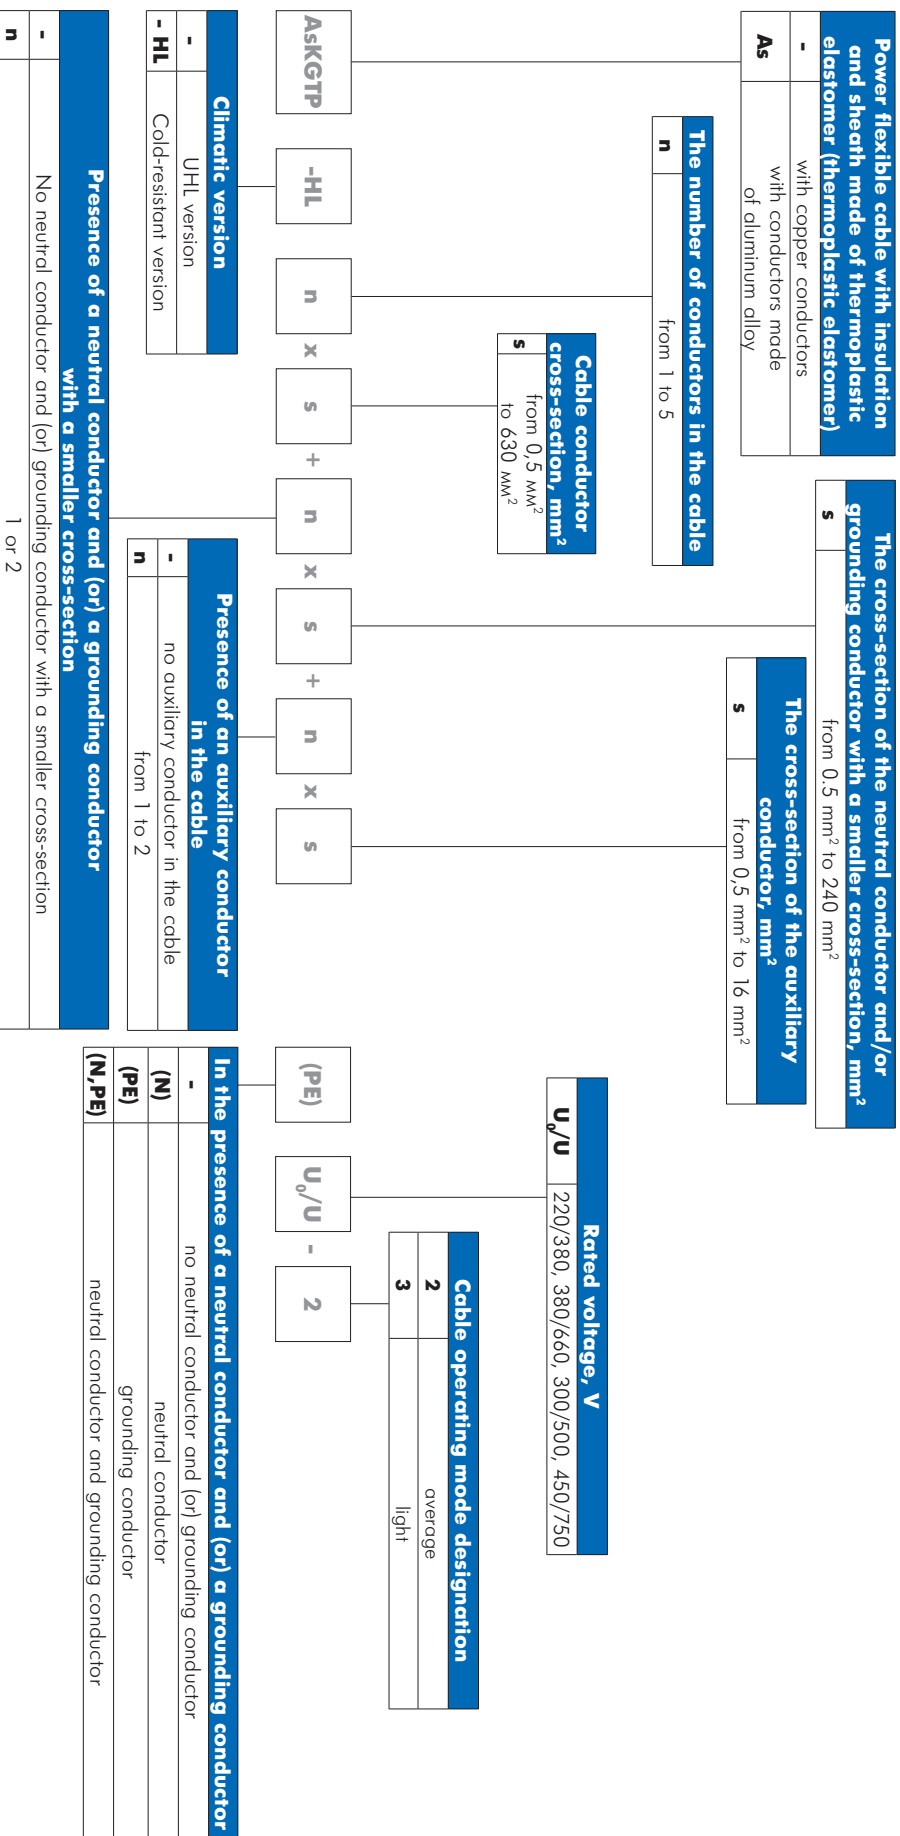 Power flexible cable with insulation
and sheath made of thermoplastic
elastomer (thermoplastic elastomer)
- with copper conductors
As with conductors made
of aluminum alloy
The cross-section of the neutral conductor and/or
grounding conductor with a smaller cross-section, mm²
s from 0.5 mm² to 240 mm²
The number of conductors in the cable
n from 1 to 5
The cross-section of the auxiliary
conductor, mm²
s from 0,5 mm² to 16 mm²
Cable conductor
cross-section, mm²
s from 0,5 мм²
to 630 мм²
Rated voltage, V
U₀/U 220/380, 380/660, 300/500, 450/750
Cable operating mode designation
2 average
3 light
AsKGTP -HL n x s + n x s + n x s (PE) U₀/U - 2
Climatic version
- UHL version
- HL Cold-resistant version
Presence of an auxiliary conductor
in the cable
- no auxiliary conductor in the cable
n from 1 to 2
In the presence of a neutral conductor and (or) a grounding conductor
- no neutral conductor and (or) grounding conductor
(N) neutral conductor
(PE) grounding conductor
(N,PE) neutral conductor and grounding conductor
Presence of a neutral conductor and (or) a grounding conductor
with a smaller cross-section
- No neutral conductor and (or) grounding conductor with a smaller cross-section
n 1 or 2